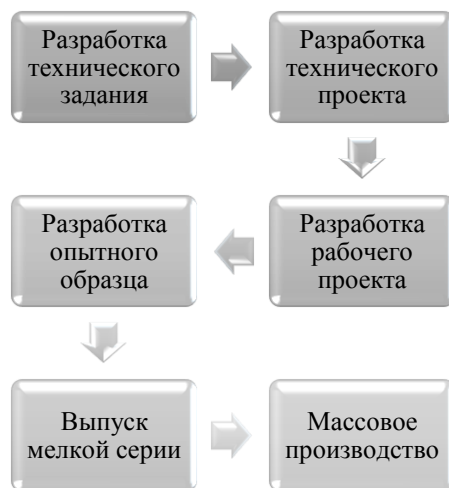 Разработка
технического
задания
Разработка
технического
проекта
Разработка
рабочего
проекта
Разработка
опытного
образца
Выпуск
мелкой серии
Массовое
производство